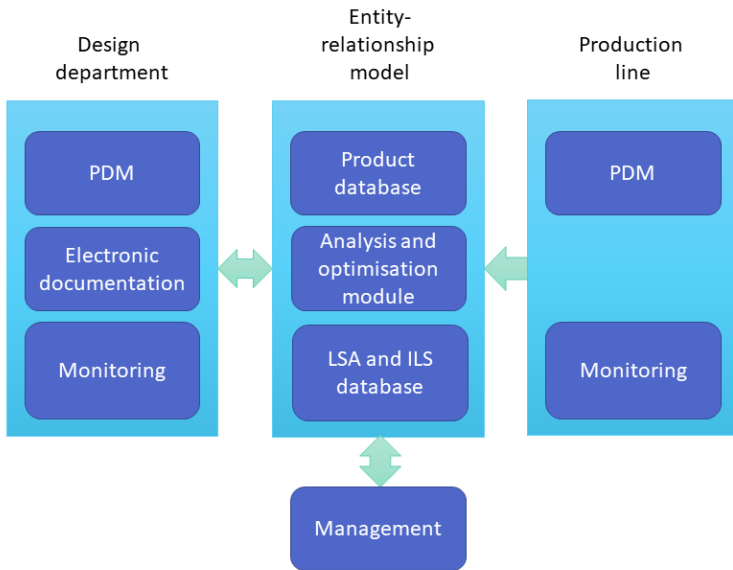 Design
department
Entity-
relationship
model
Production
line
PDM
Electronic
documentation
Monitoring
Product
database
Analysis and
optimisation
module
LSA and ILS
database
PDM
Monitoring
Management